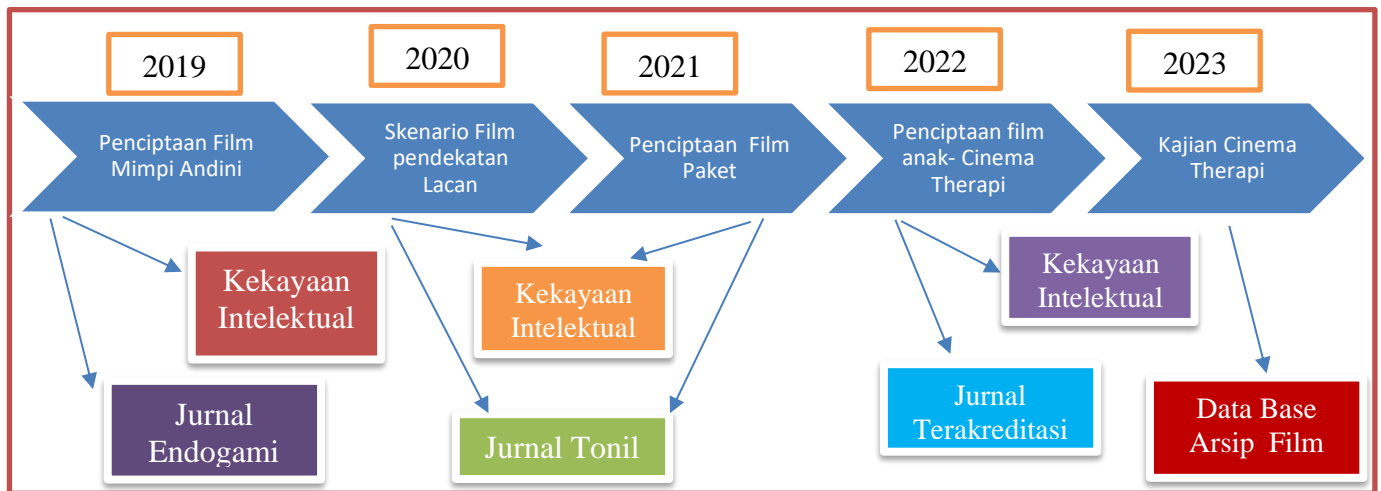 2019
2020
2021
2022
2023
Penciptaan Film
Mimpi Andini
Skenario Film
pendekatan
Lacan
Penciptaan Film
Paket
Penciptaan film
anak- Cinema
Therapi
Kajian Cinema
Therapi
Kekayaan
Intelektual
Kekayaan
Intelektual
Kekayaan
Intelektual
Jurnal
Endogami
Jurnal Tonil
Jurnal
Terakreditasi
Data Base
Arsip Film